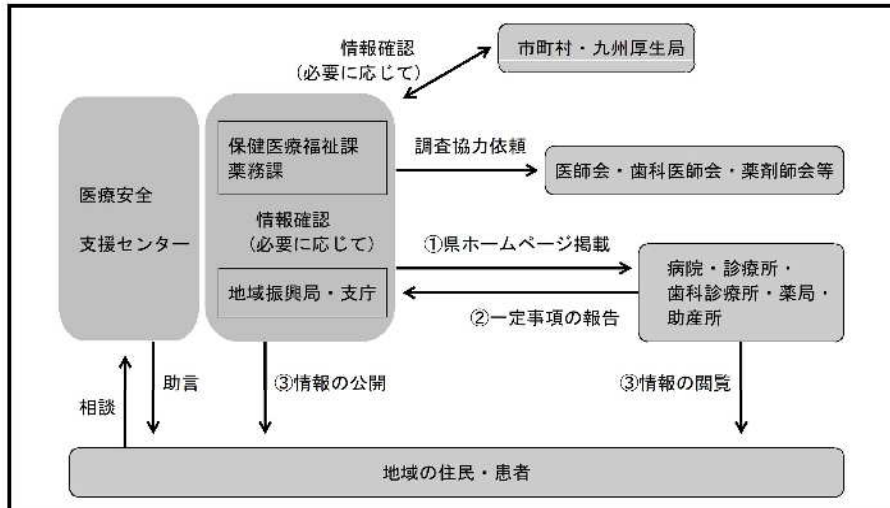 情報確認
(必要に応じて)
市町村・九州厚生局
保健医療福祉課
薬務課
調査協力依頼
医師会・歯科医師会・薬剤師会等
医療安全
支援センター
情報確認
(必要に応じて)
①県ホームページ掲載
地域振興局・支庁
②一定事項の報告
病院・診療所・
歯科診療所・薬局・
助産所
相談
助言
③情報の公開
③情報の閲覧
地域の住民・患者